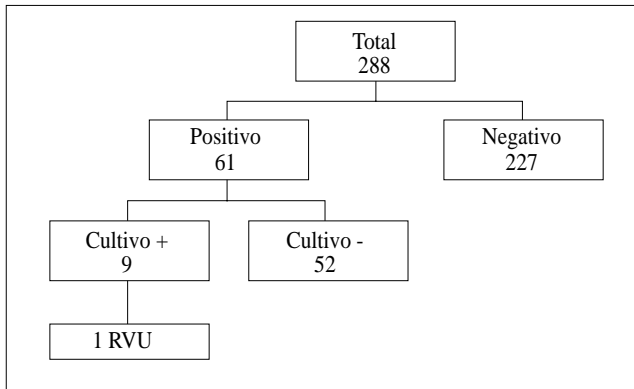 Total
288
Positivo
61
Negativo
227
Cultivo +
9
Cultivo -
52
1 RVU